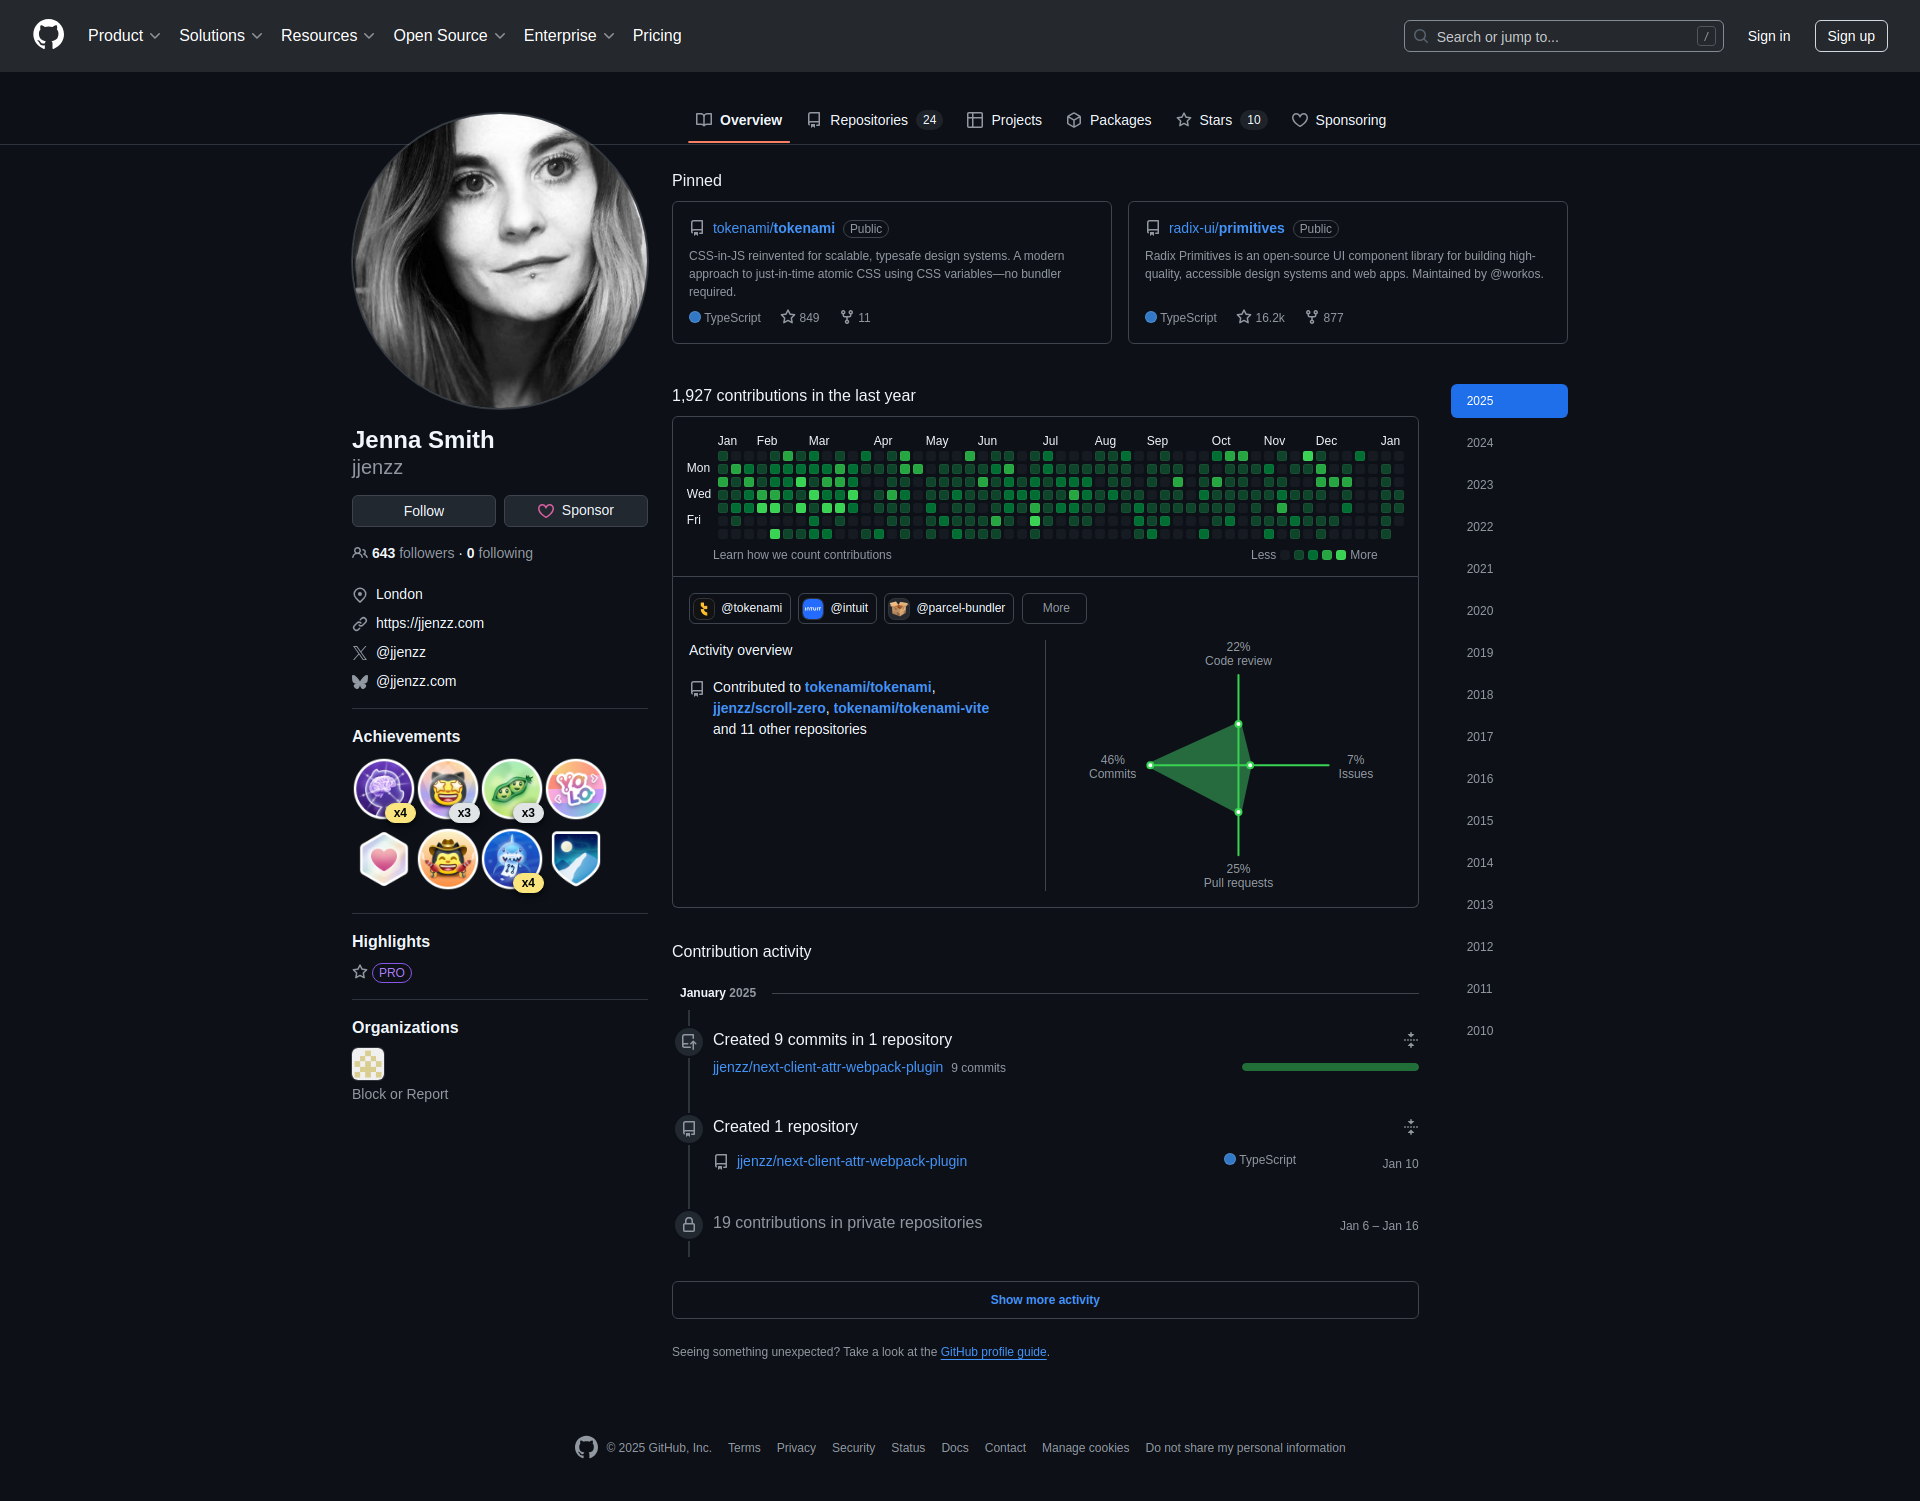 Product Solutions Resources Open Source Enterprise Pricing Search or jump to... / Sign in Sign up
Overview Repositories 24 Projects Packages Stars 10 Sponsoring
Jenna Smith
jjenzz
Follow Sponsor
643 followers · 0 following
London
https://jjenzz.com
@jjenzz
@jjenzz.com
Achievements
x4 x3 x3 YOLO
x4
Highlights
PRO
Organizations
Block or Report
Pinned
tokenami/tokenami Public
CSS-in-JS reinvented for scalable, typesafe design systems. A modern
approach to just-in-time atomic CSS using CSS variables—no bundler
required.
TypeScript 849 11
radix-ui/primitives Public
Radix Primitives is an open-source UI component library for building high-
quality, accessible design systems and web apps. Maintained by @workos.
TypeScript 16.2k 877
1,927 contributions in the last year
Jan Feb Mar Apr May Jun Jul Aug Sep Oct Nov Dec Jan
Mon
Wed
Fri
Learn how we count contributions Less More
@tokenami INTUIT @intuit @parcel-bundler More
Activity overview
Contributed to tokenami/tokenami,
jjenzz/scroll-zero, tokenami/tokenami-vite
and 11 other repositories
22%
Code review
46%
Commits
7%
Issues
25%
Pull requests
2025
2024
2023
2022
2021
2020
2019
2018
2017
2016
2015
2014
2013
2012
2011
2010
Contribution activity
January 2025
Created 9 commits in 1 repository
jjenzz/next-client-attr-webpack-plugin 9 commits
Created 1 repository
jjenzz/next-client-attr-webpack-plugin TypeScript Jan 10
19 contributions in private repositories Jan 6 – Jan 16
Show more activity
Seeing something unexpected? Take a look at the GitHub profile guide.
© 2025 GitHub, Inc. Terms Privacy Security Status Docs Contact Manage cookies Do not share my personal information